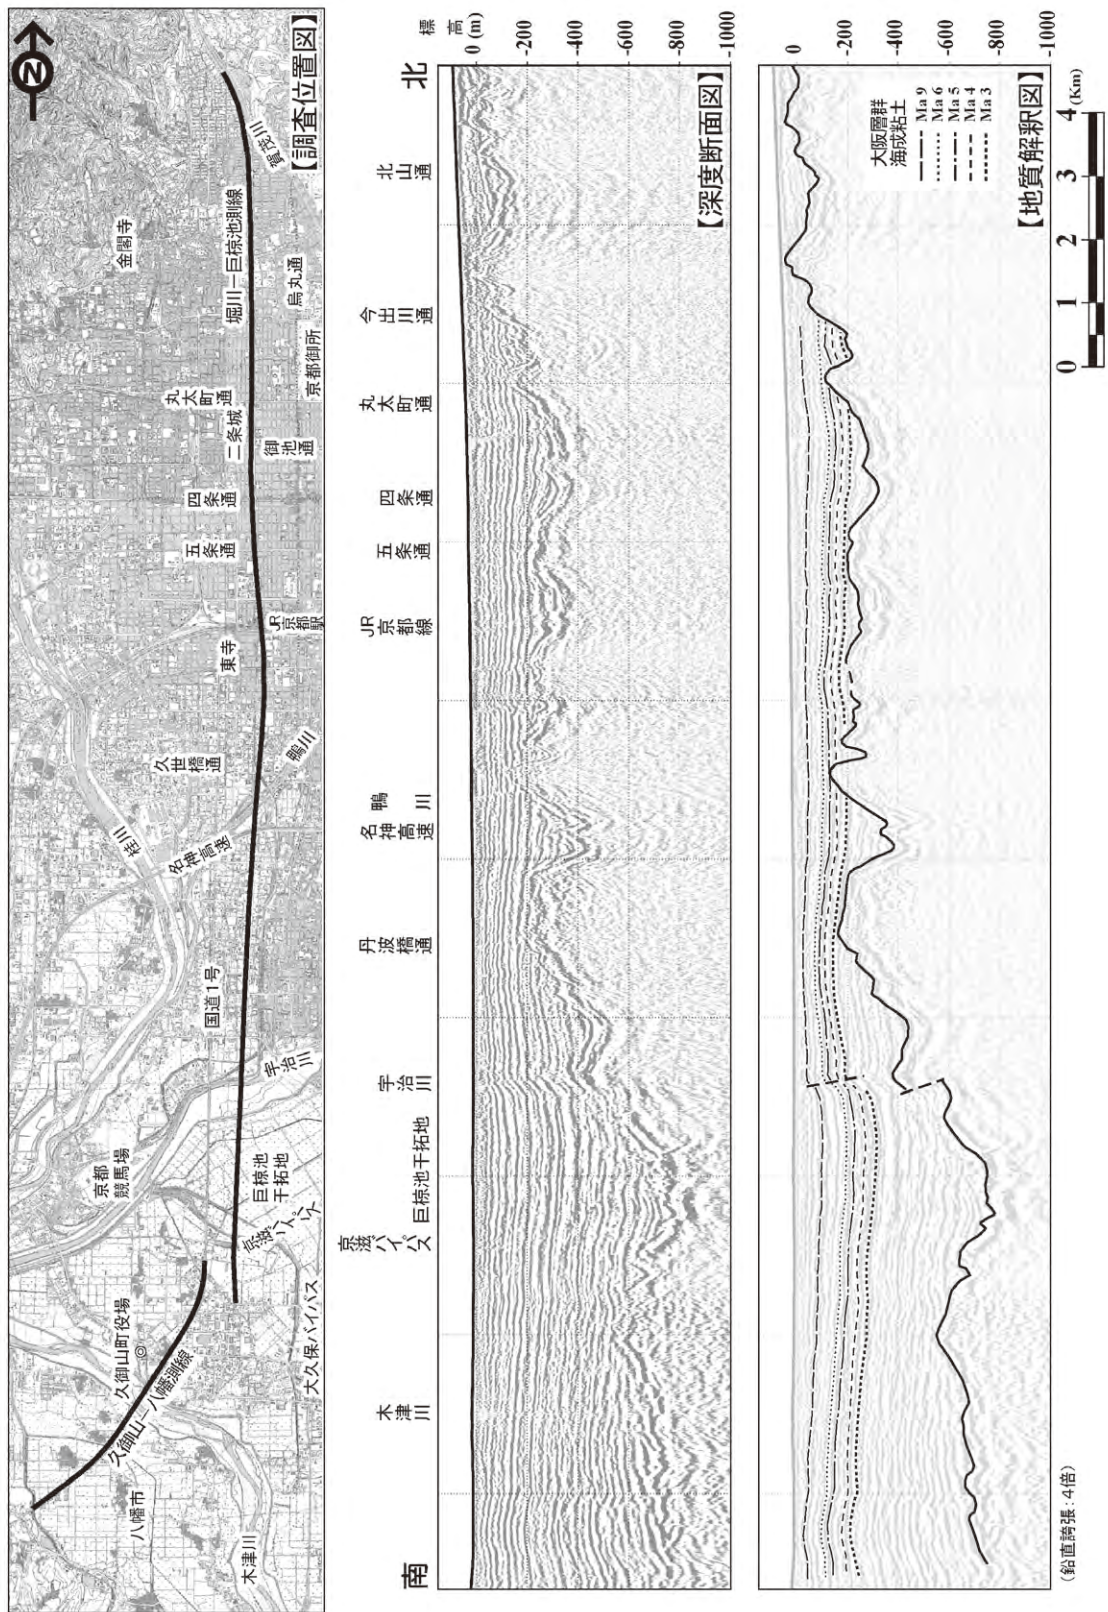 【調査位置図】
N
賀茂川
堀川－巨椋池測線
金閣寺
烏丸通
京都御所
丸太町通
二条城
御池通
四条通
五条通
JR京都駅
東寺
鴨川
久世橋通
桂川
名神高速
国道1号
宇治川
京都競馬場
巨椋池干拓地
京滋バイパス
久御山町役場
久御山－八幡測線
大久保バイパス
八幡市
木津川
標高(m)
0
-200
-400
-600
-800
-1000
北
北山通
今出川通
丸太町通
四条通
五条通
JR京都線
鴨川
名神高速
丹波橋通
宇治川
巨椋池干拓地
京滋バイパス
木津川
南
【深度断面図】
0
-200
-400
-600
-800
-1000
大阪層群
海成粘土
Ma 9
Ma 6
Ma 5
Ma 4
Ma 3
【地質解釈図】
0
1
2
3
4
(Km)
(鉛直誇張:4倍)